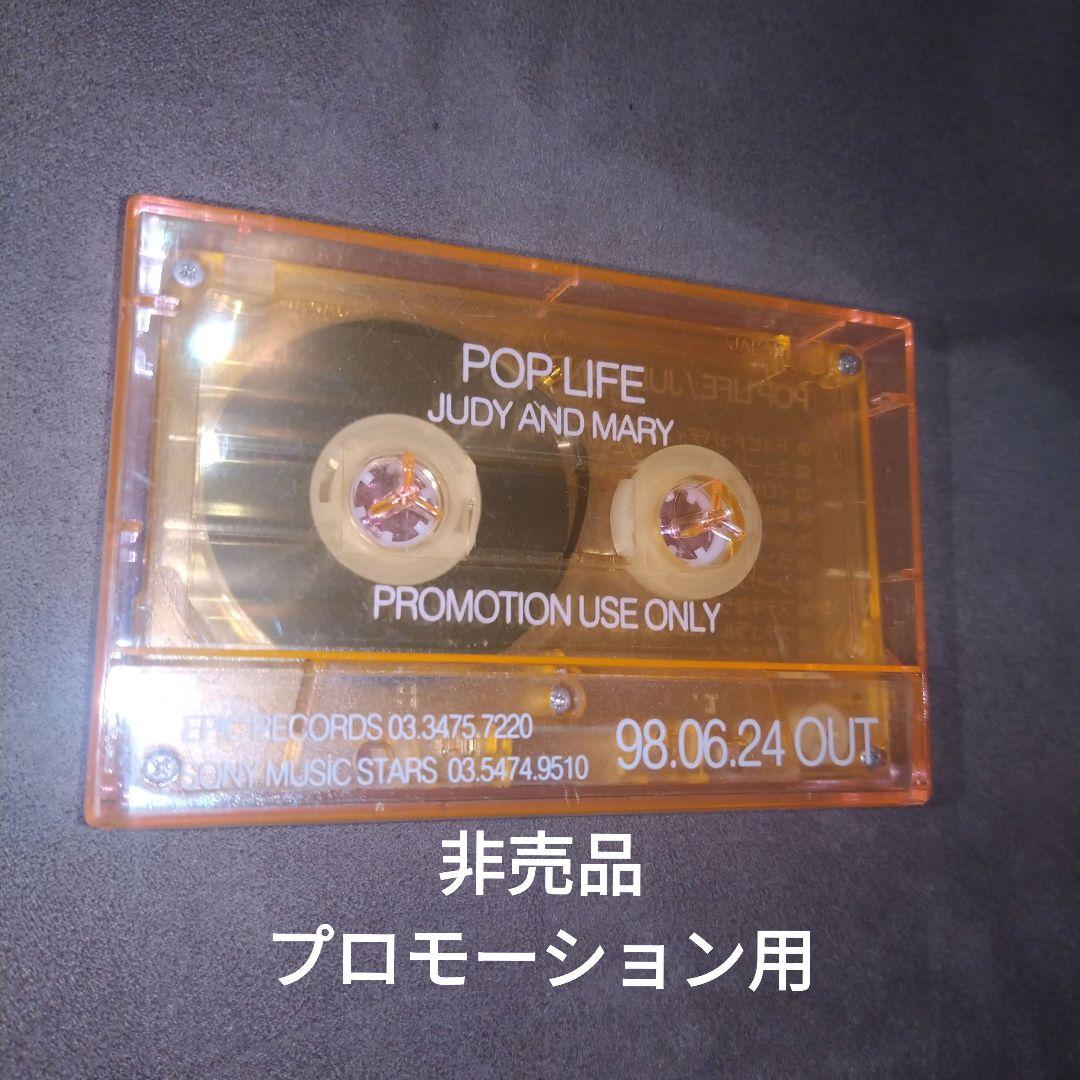 POP LIFE
JUDY AND MARY
PROMOTION USE ONLY
EPIC RECORDS 03.3475.7220
SONY MUSIC STARS 03.5474.9510
98.06.24 OUT
非売品
プロモーション用